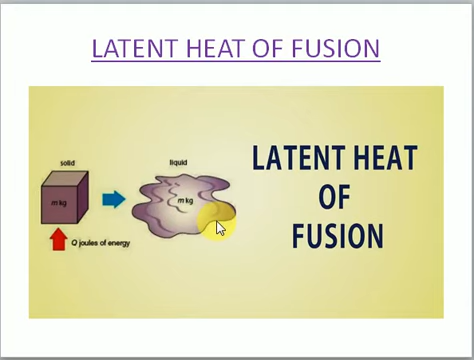 LATENT HEAT OF FUSION
solid
liquid
m kg
m kg
Q joules of energy
LATENT HEAT
OF
FUSION